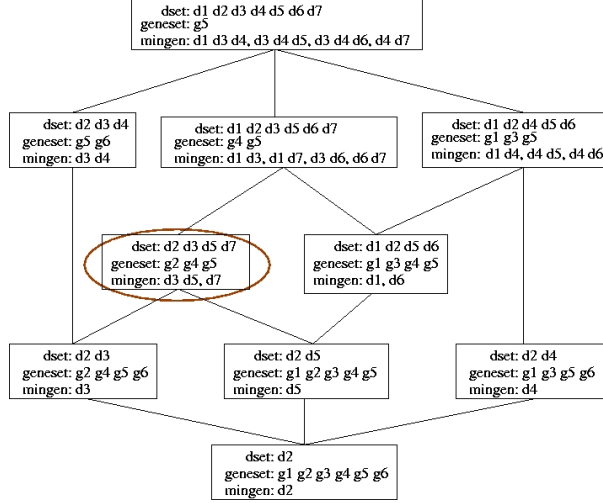 dset: d1 d2 d3 d4 d5 d6 d7
geneset: g5
mingen: d1 d3 d4, d3 d4 d5, d3 d4 d6, d4 d7
dset: d2 d3 d4
geneset: g5 g6
mingen: d3 d4
dset: d1 d2 d3 d5 d6 d7
geneset: g4 g5
mingen: d1 d3, d1 d7, d3 d6, d6 d7
dset: d1 d2 d4 d5 d6
geneset: g1 g3 g5
mingen: d1 d4, d4 d5, d4 d6
dset: d2 d3 d5 d7
geneset: g2 g4 g5
mingen: d3 d5, d7
dset: d1 d2 d5 d6
geneset: g1 g3 g4 g5
mingen: d1, d6
dset: d2 d3
geneset: g2 g4 g5 g6
mingen: d3
dset: d2 d5
geneset: g1 g2 g3 g4 g5
mingen: d5
dset: d2 d4
geneset: g1 g3 g5 g6
mingen: d4
dset: d2
geneset: g1 g2 g3 g4 g5 g6
mingen: d2